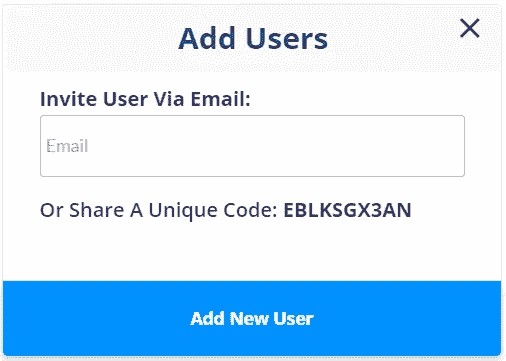 Add Users
Invite User Via Email:
Email
Or Share A Unique Code: EBLKSGX3AN
Add New User